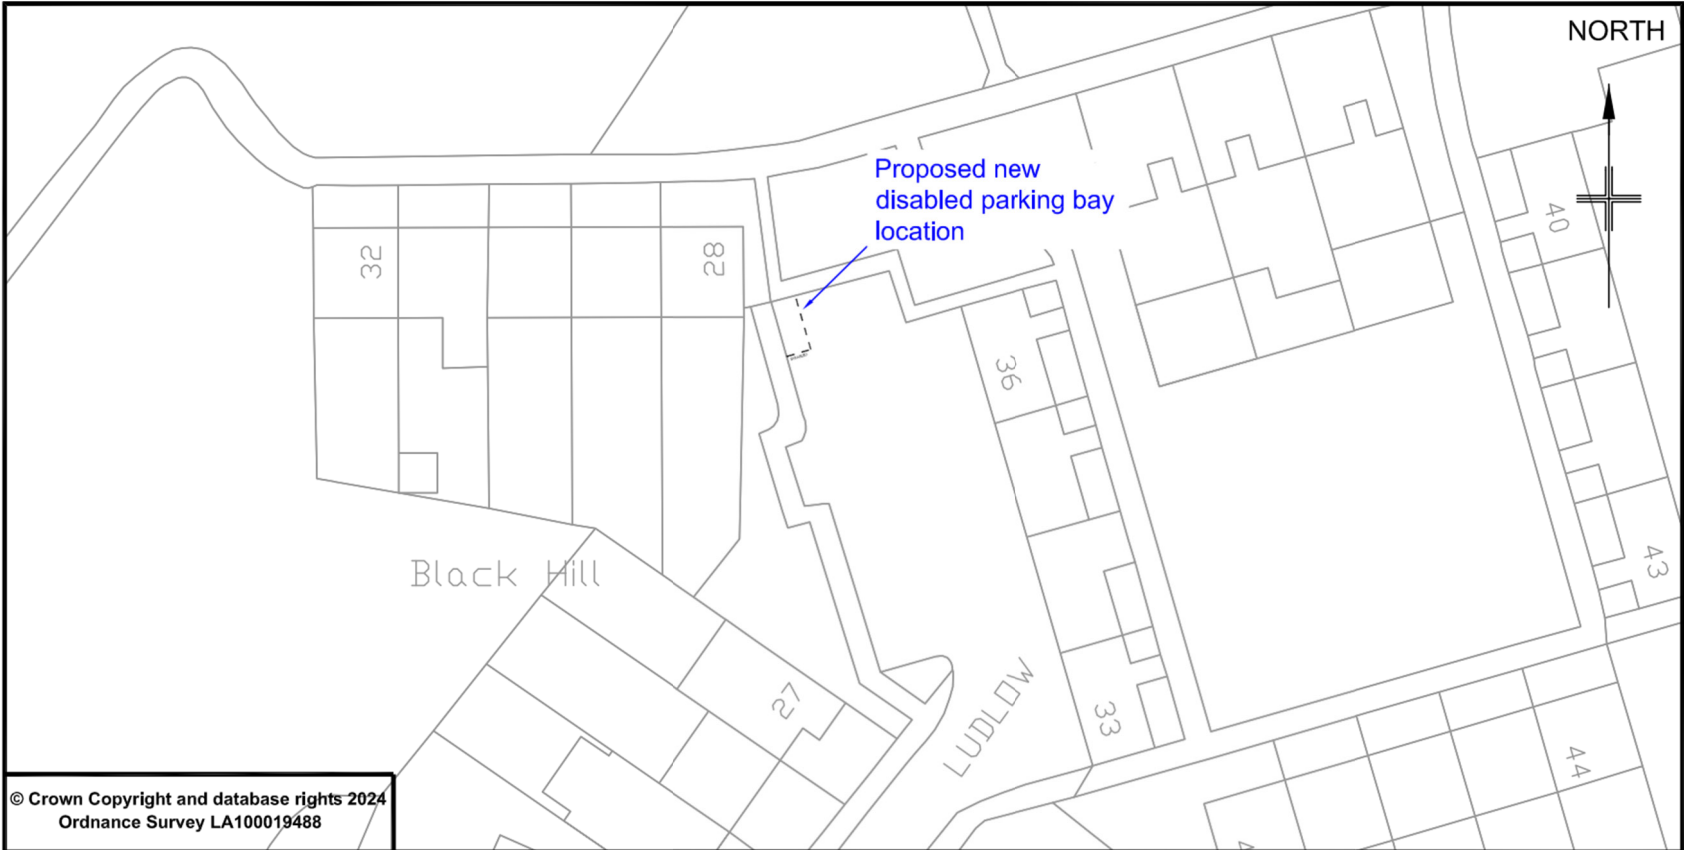 NORTH
Proposed new
disabled parking bay
location
32
28
40
36
43
Black Hill
27
LUDLOW
33
44
© Crown Copyright and database rights 2024
Ordnance Survey LA100019488